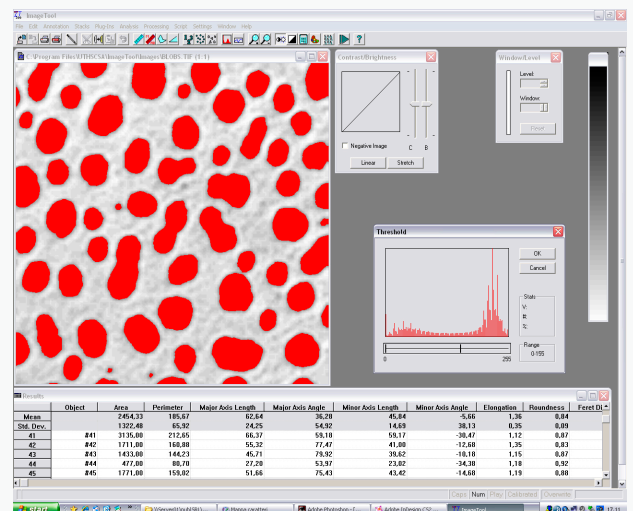 ImageTool
File Edit Annotation Stacks Plug-Ins Analysis Processing Script Settings Window Help
C:\Program Files\UTHSCSA\ImageTool\Images\BLOBS.TIF (1:1)
Contrast/Brightness
Negative Image
C B
Linear Stretch
Window/Level
Level:
Window:
Reset
Threshold
OK
Cancel
Stats
V:
#:
%:
Range
0-155
0 255
Results
Object Area Perimeter Major Axis Length Major Axis Angle Minor Axis Length Minor Axis Angle Elongation Roundness Feret Di
Mean 2454,33 185,67 62,64 36,20 45,84 -5,66 1,36 0,84
Std. Dev. 1322,48 65,92 24,25 54,92 14,69 38,13 0,35 0,09
41 #41 3135,00 212,65 66,37 59,18 59,17 -30,47 1,12 0,87
42 #42 1711,00 160,88 55,32 77,47 41,00 -12,68 1,35 0,83
43 #43 1433,00 144,23 45,71 79,92 39,62 -10,18 1,15 0,87
44 #44 477,00 80,70 27,20 53,97 23,02 -34,38 1,18 0,92
45 #45 1771,00 159,02 51,66 75,43 43,42 -14,68 1,19 0,88
Caps Num Pray Calibrated Overwrite
Start Adobe Photoshop - [ Adobe InDesign CS2 ImageTool 17.11